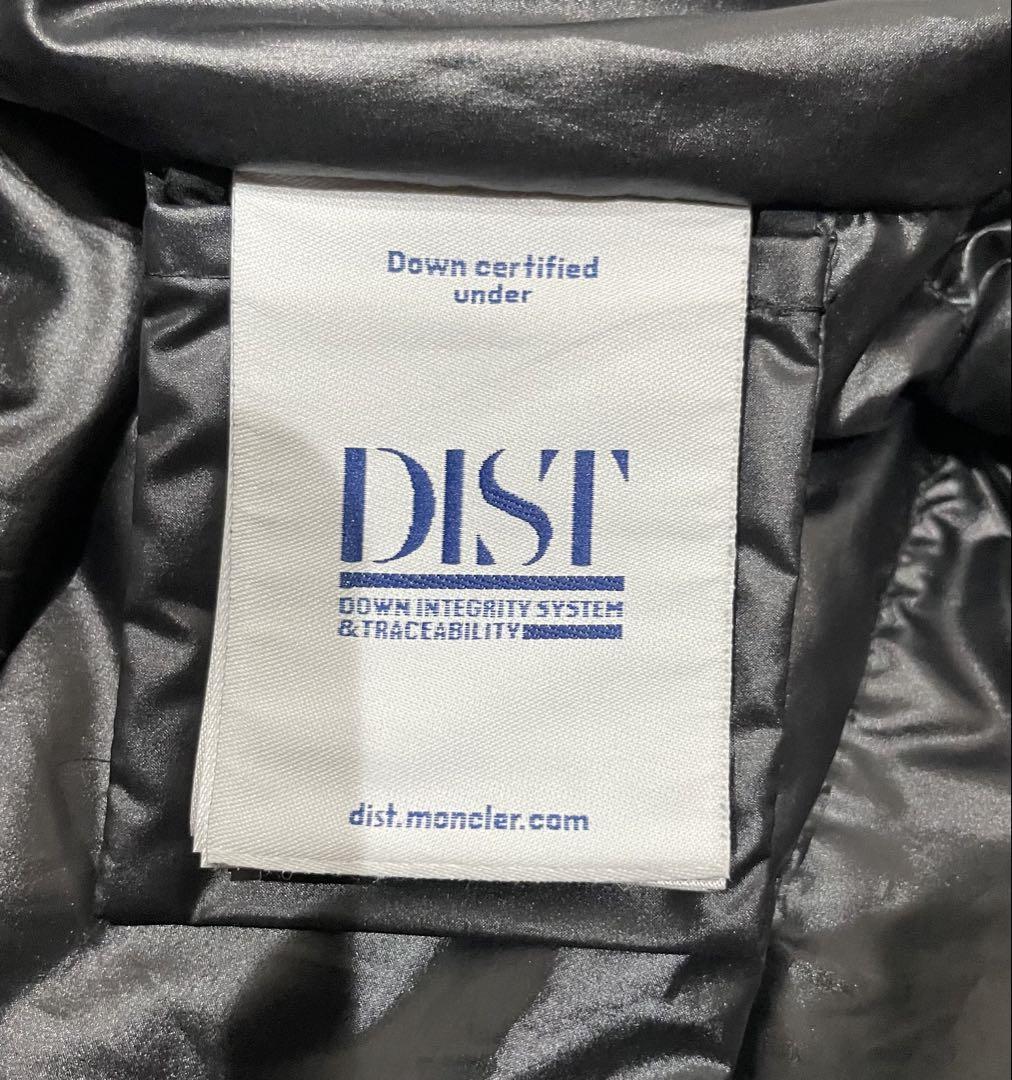 Down certified
under
DIST
DOWN INTEGRITY SYSTEM
& TRACEABILITY
dist.moncler.com